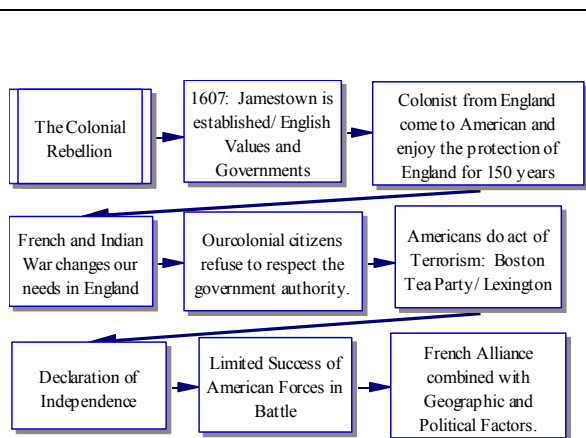 The Colonial
Rebellion
1607: Jamestown is
established/ English
Values and
Governments
Colonist from England
come to American and
enjoy the protection of
England for 150 years
French and Indian
War changes our
needs in England
Ourcolonial citizens
refuse to respect the
government authority.
Americans do act of
Terrorism: Boston
Tea Party/ Lexington
Declaration of
Independence
Limited Success of
American Forces in
Battle
French Alliance
combined with
Geographic and
Political Factors.